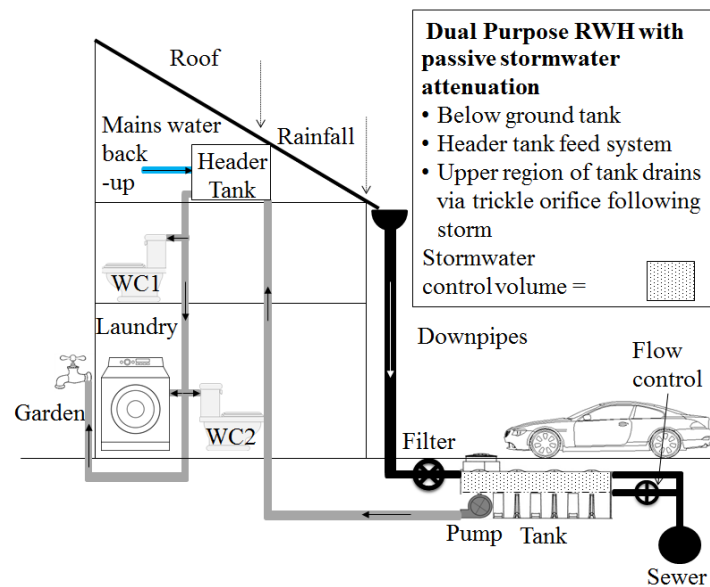 Roof
Rainfall
Mains water
back
-up
Header
Tank
WC1
Laundry
Garden
WC2
Dual Purpose RWH with
passive stormwater
attenuation
• Below ground tank
• Header tank feed system
• Upper region of tank drains
via trickle orifice following
storm
Stormwater
control volume =
Downpipes
Flow
control
Filter
Pump
Tank
Sewer